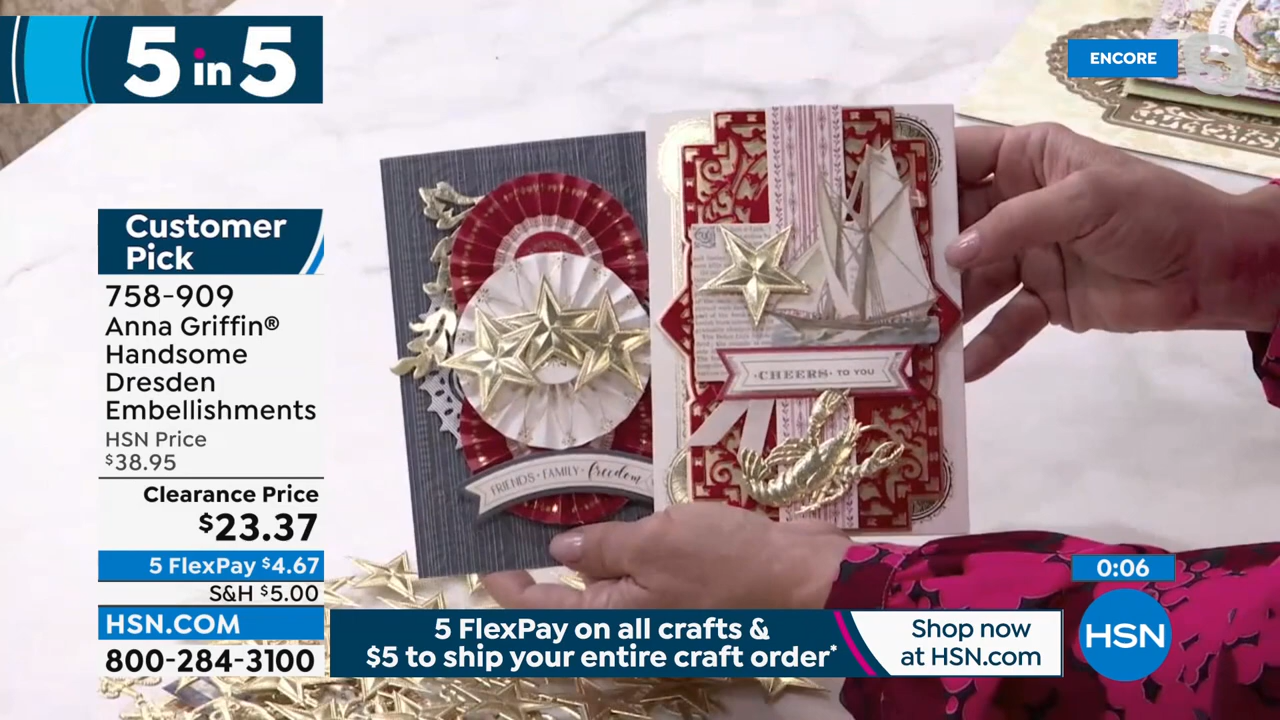 5 in 5
ENCORE
Customer
Pick
758-909
Anna Griffin®
Handsome
Dresden
Embellishments
HSN Price
$38.95
Clearance Price
$23.37
5 FlexPay $4.67
S&H $5.00
HSN.COM
800-284-3100
CHEERS TO YOU
FRIENDS • FAMILY • freedom
5 FlexPay on all crafts &
$5 to ship your entire craft order*
Shop now
at HSN.com
0:06
HSN